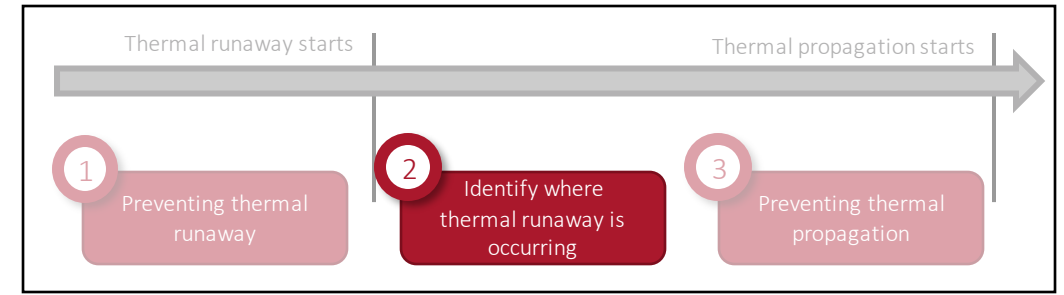 Thermal runaway starts
Thermal propagation starts
1
Preventing thermal
runaway
2
Identify where
thermal runaway is
occurring
3
Preventing thermal
propagation